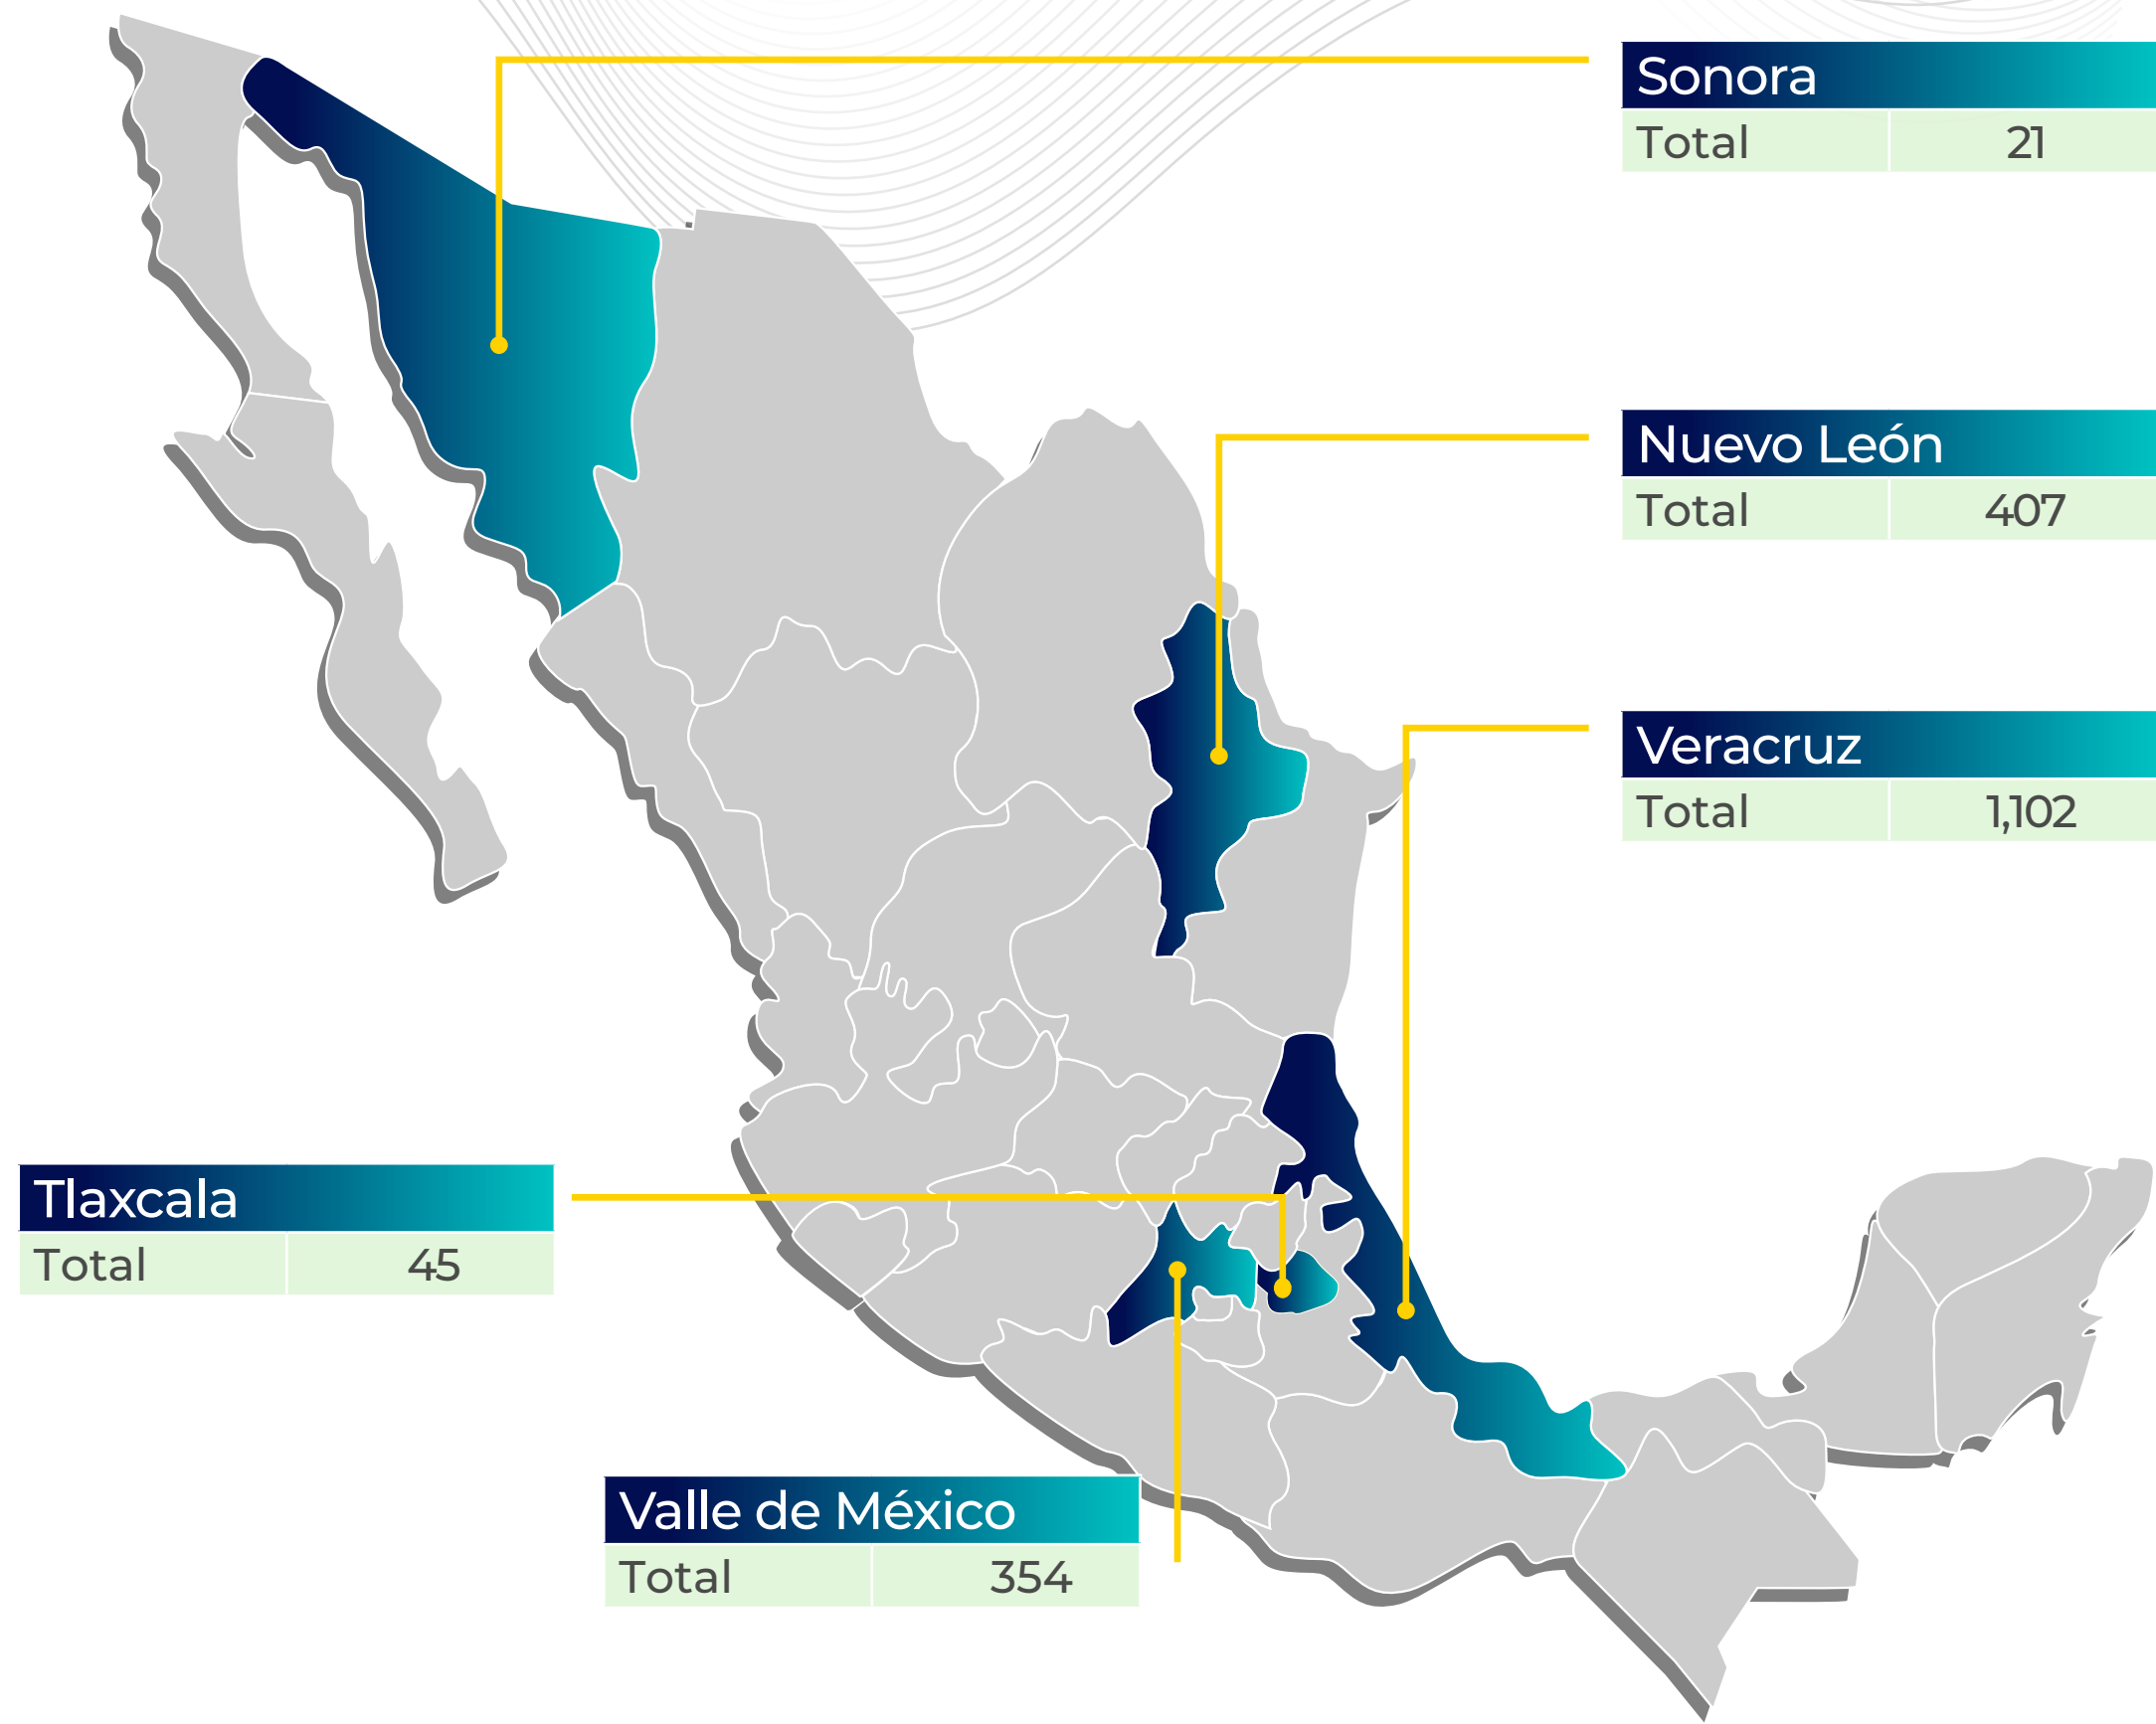 Sonora
Total 21
Nuevo León
Total 407
Veracruz
Total 1,102
Tlaxcala
Total 45
Valle de México
Total 354